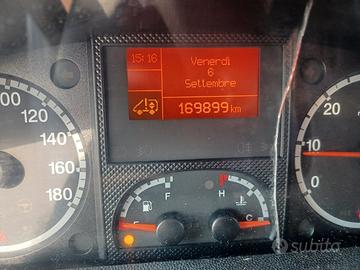 15:16
Venerdì
6
Settembre
169899 km
00
120
140
160
180
20
10
0
F
H
E
C
subito